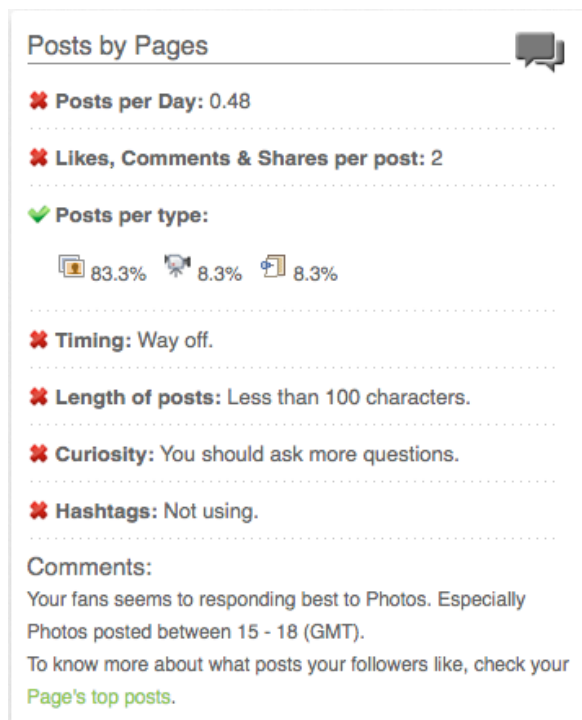 Posts by Pages
Posts per Day: 0.48
Likes, Comments & Shares per post: 2
Posts per type:
83.3% 8.3% 8.3%
Timing: Way off.
Length of posts: Less than 100 characters.
Curiosity: You should ask more questions.
Hashtags: Not using.
Comments:
Your fans seems to responding best to Photos. Especially
Photos posted between 15 - 18 (GMT).
To know more about what posts your followers like, check your
Page's top posts.